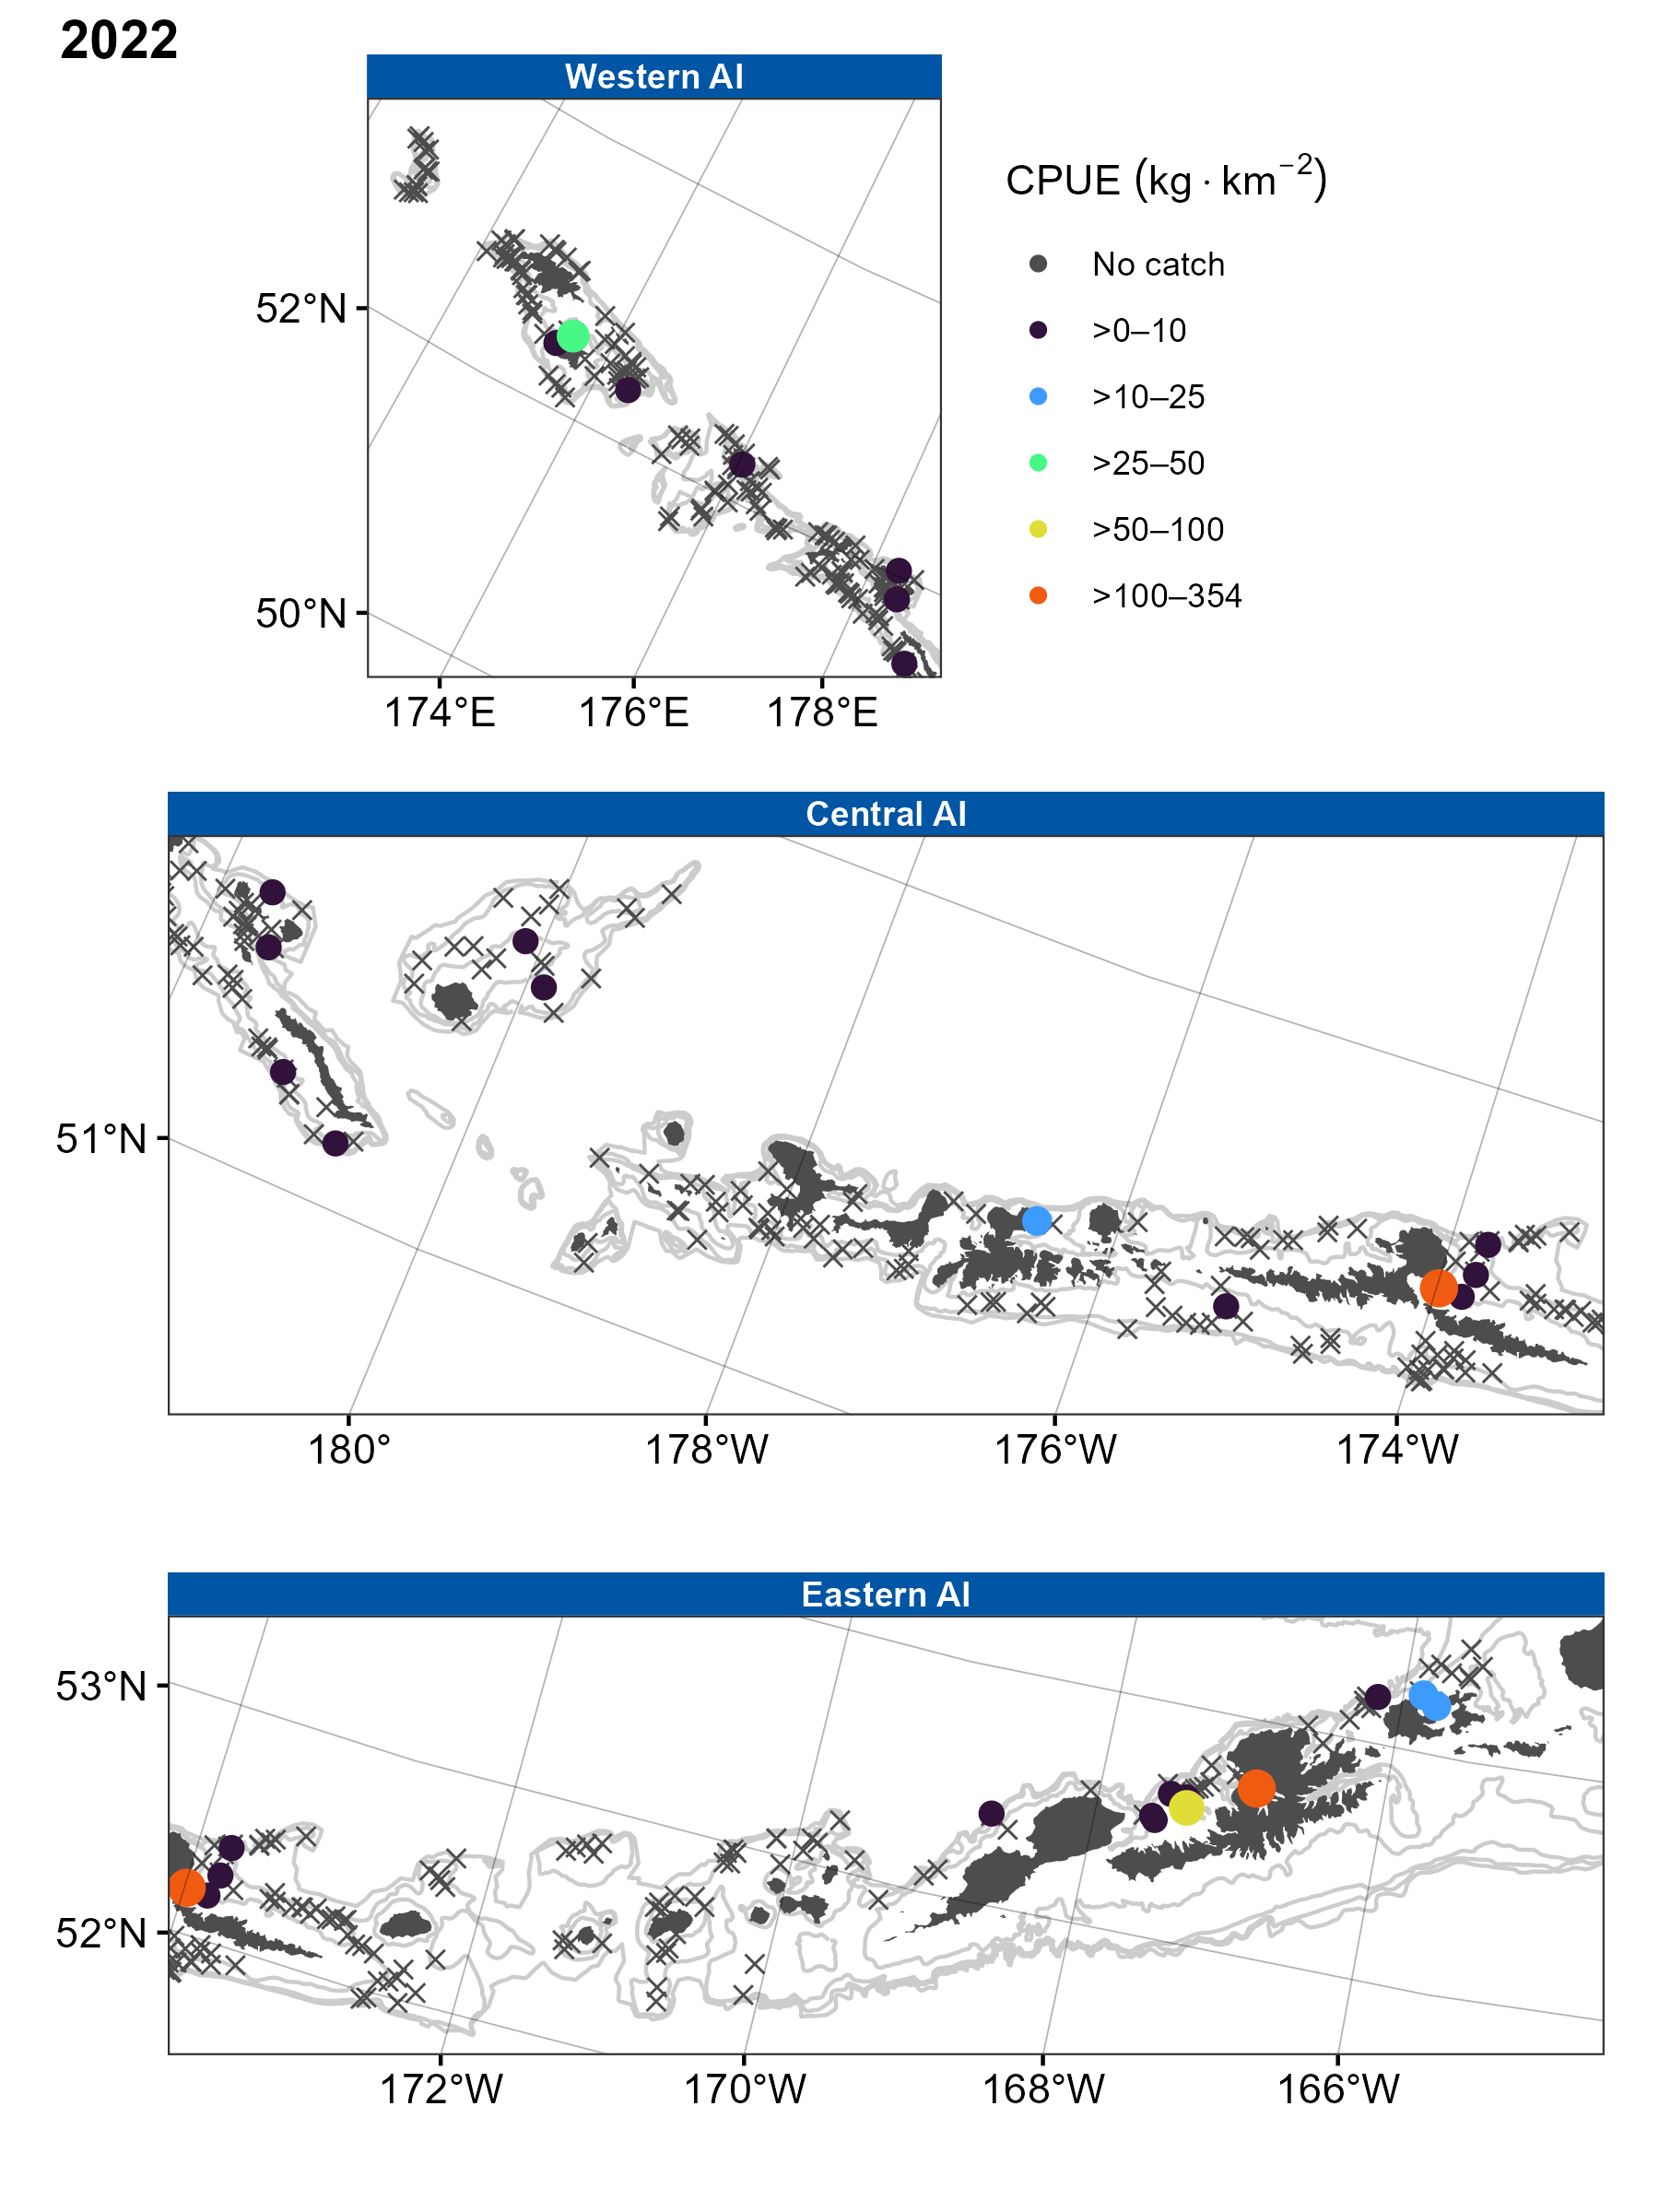 2022
Western AI
CPUE (kg · km⁻²)
No catch
>0–10
>10–25
>25–50
>50–100
>100–354
52°N
50°N
174°E 176°E 178°E
Central AI
51°N
180° 178°W 176°W 174°W
Eastern AI
53°N
52°N
172°W 170°W 168°W 166°W